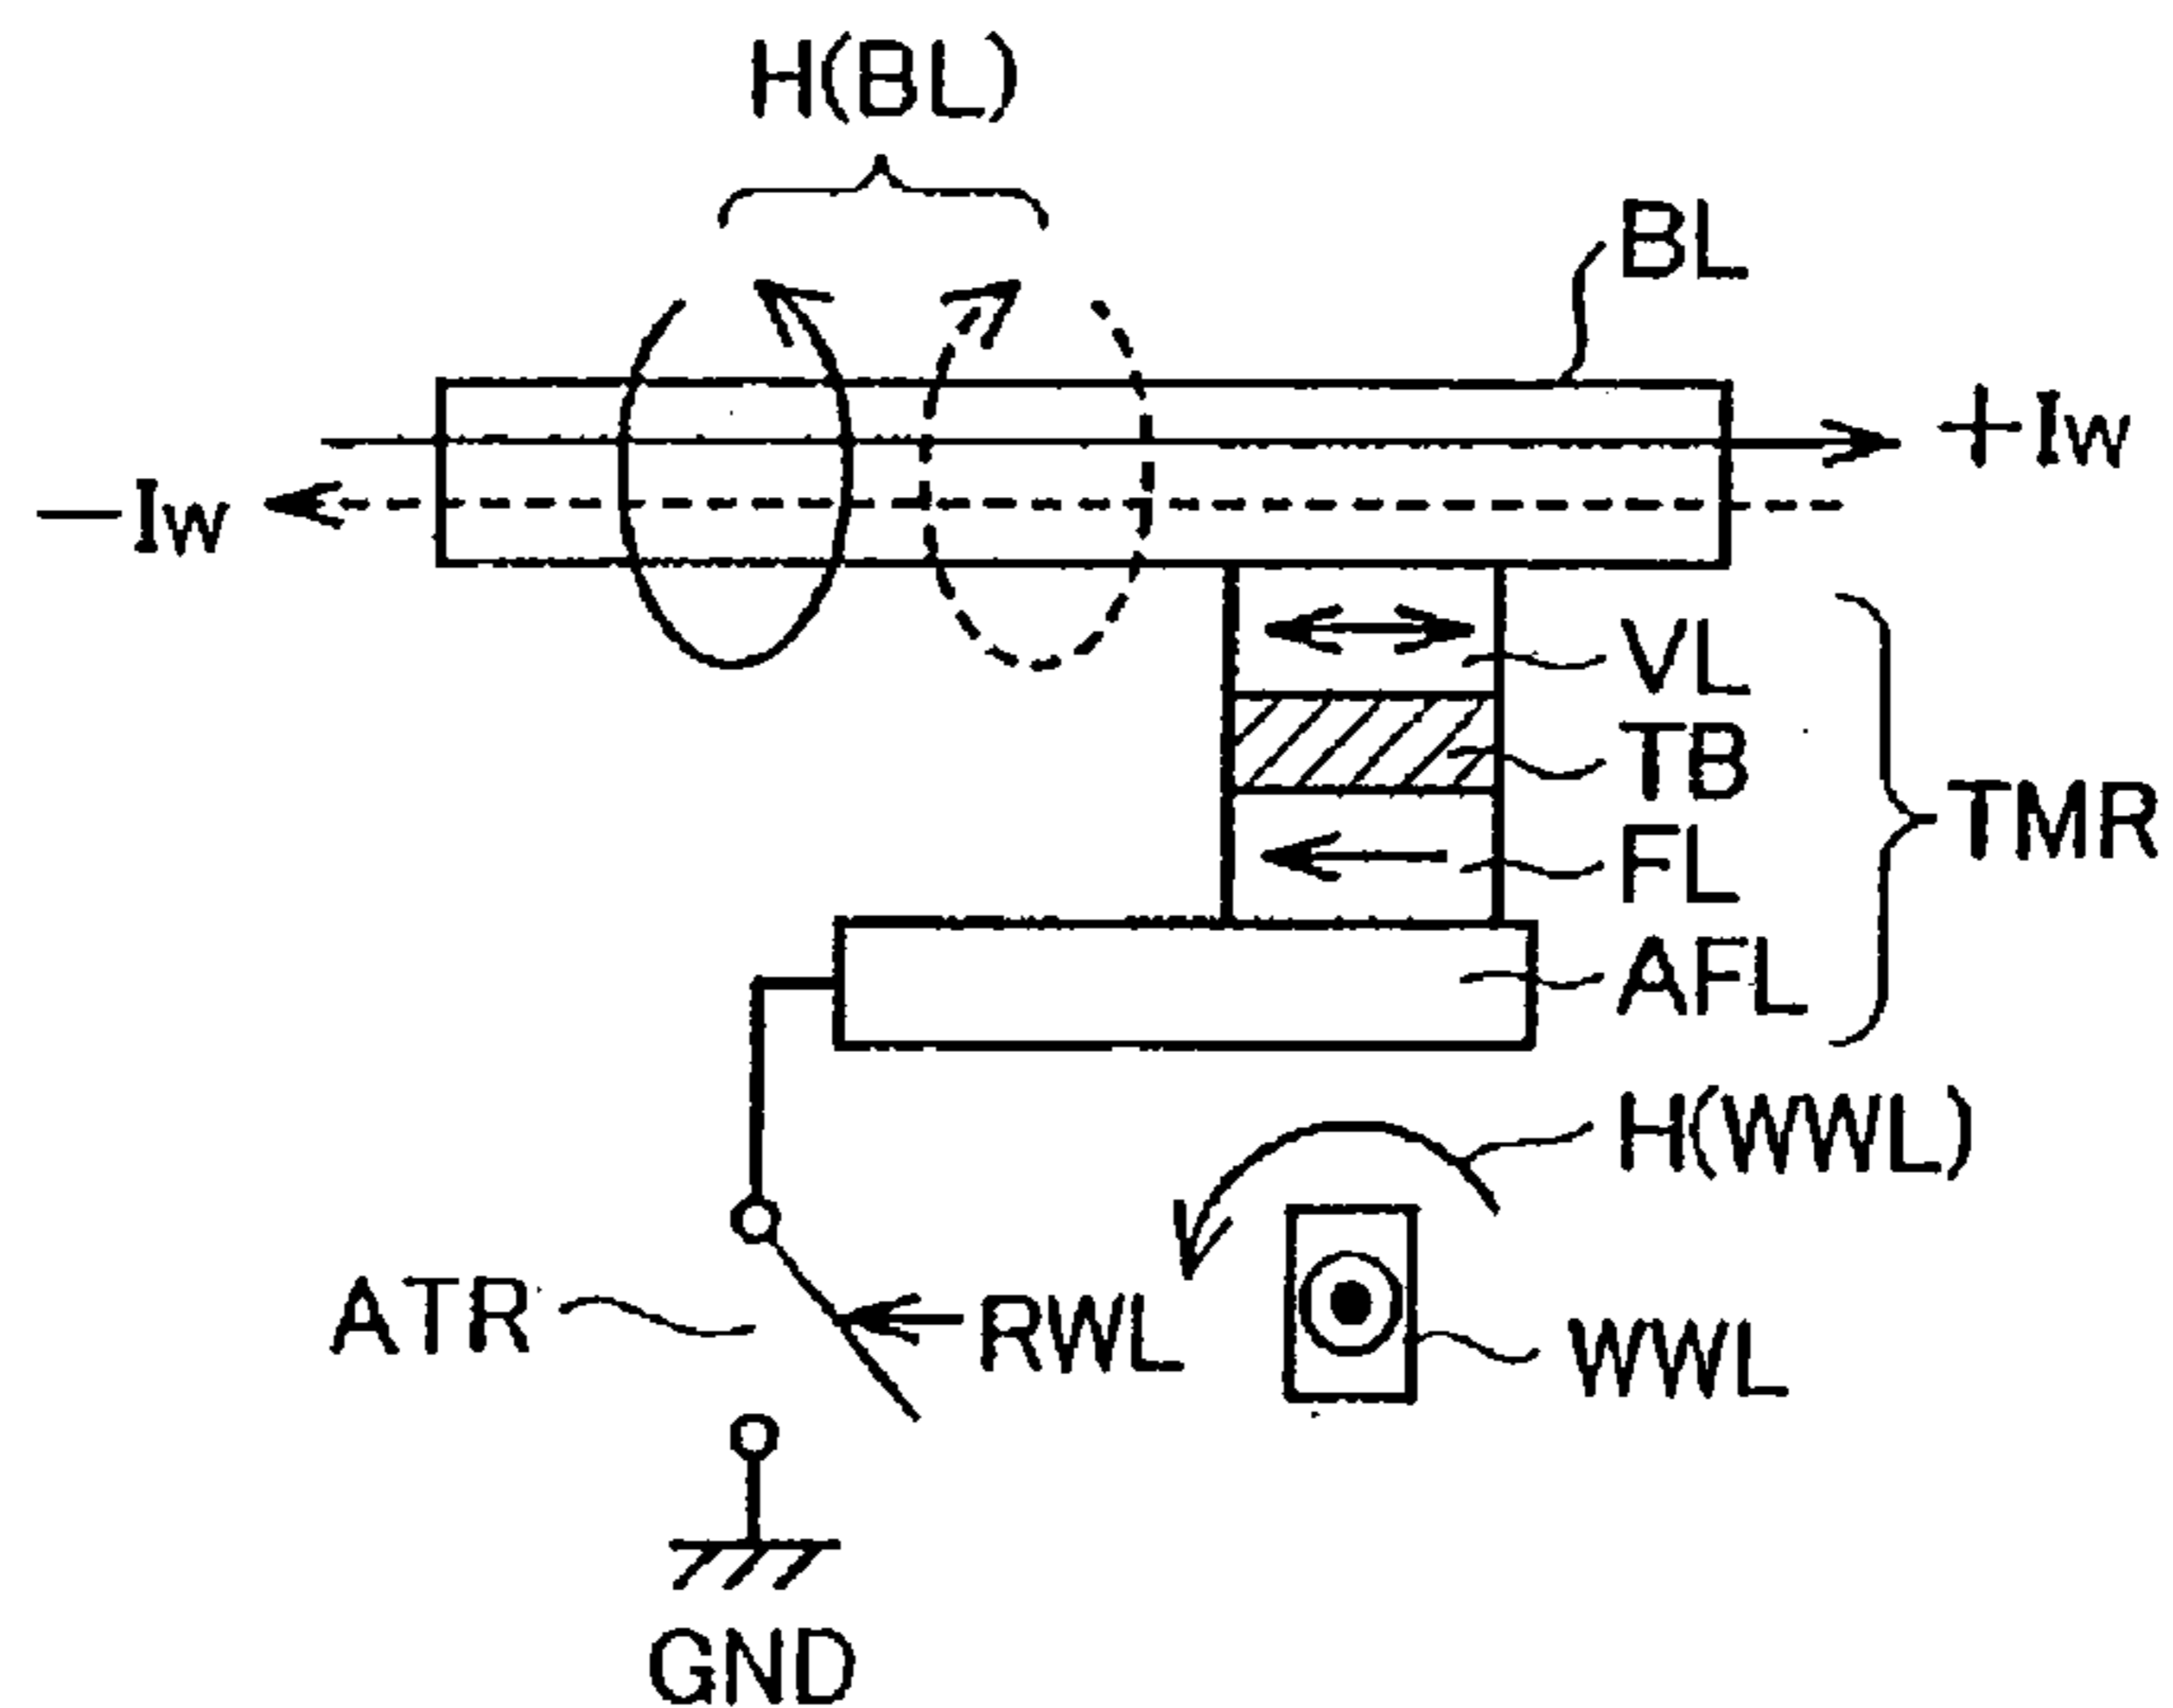 H(BL)
BL
+Iw
−Iw
VL
TB
TMR
FL
AFL
H(WWL)
ATR
RWL
WWL
GND